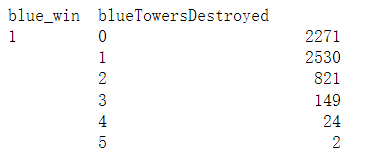 blue_win  blueTowersDestroyed
1         0                      2271
          1                      2530
          2                       821
          3                       149
          4                        24
          5                         2